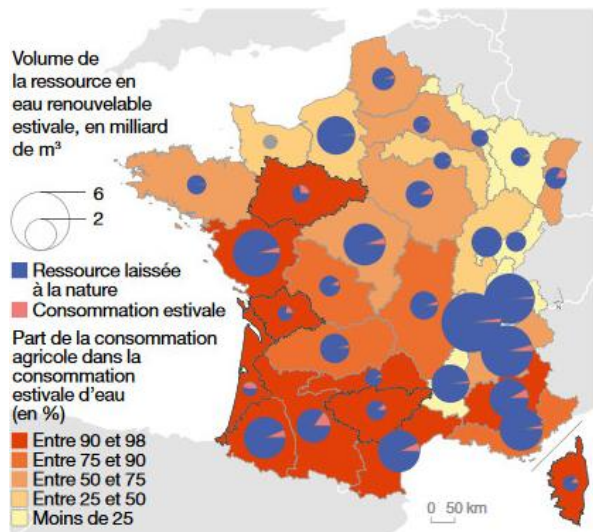 Volume de
la ressource en
eau renouvelable
estivale, en milliard
de m³
6
2
Ressource laissée
à la nature
Consommation estivale
Part de la consommation
agricole dans la
consommation
estivale d'eau
(en %)
Entre 90 et 98
Entre 75 et 90
Entre 50 et 75
Entre 25 et 50
Moins de 25
0 50 km